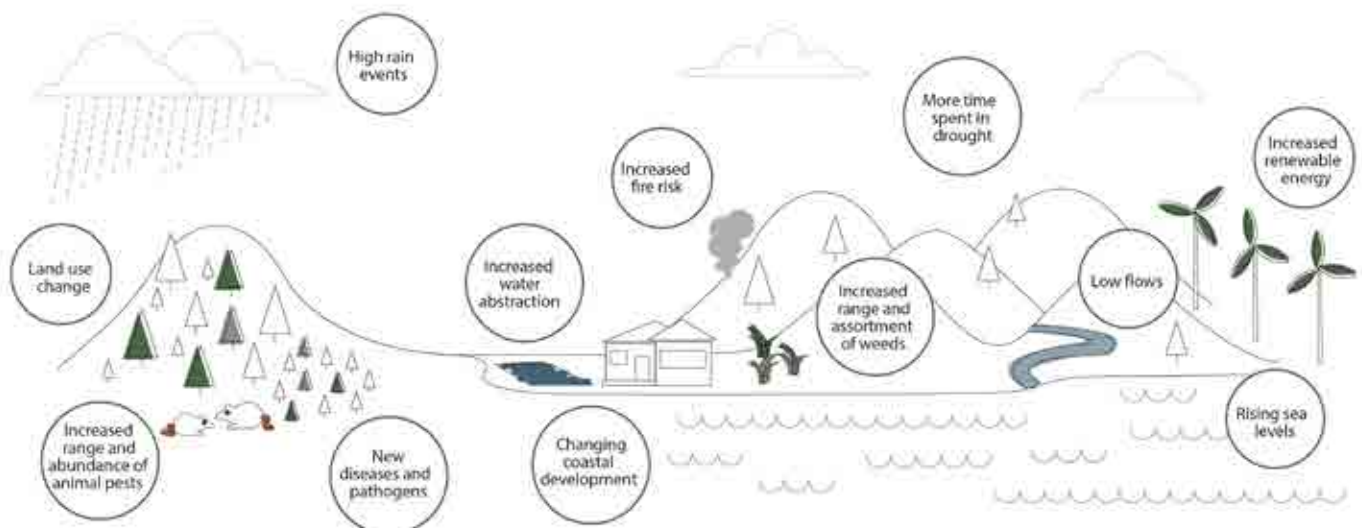 High rain
events
More time
spent in
drought
Increased
renewable
energy
Increased
fire risk
Land use
change
Increased
water
abstraction
Increased
range and
assortment
of weeds
Low flows
Increased
range and
abundance of
animal pests
New
diseases and
pathogens
Changing
coastal
development
Rising sea
levels